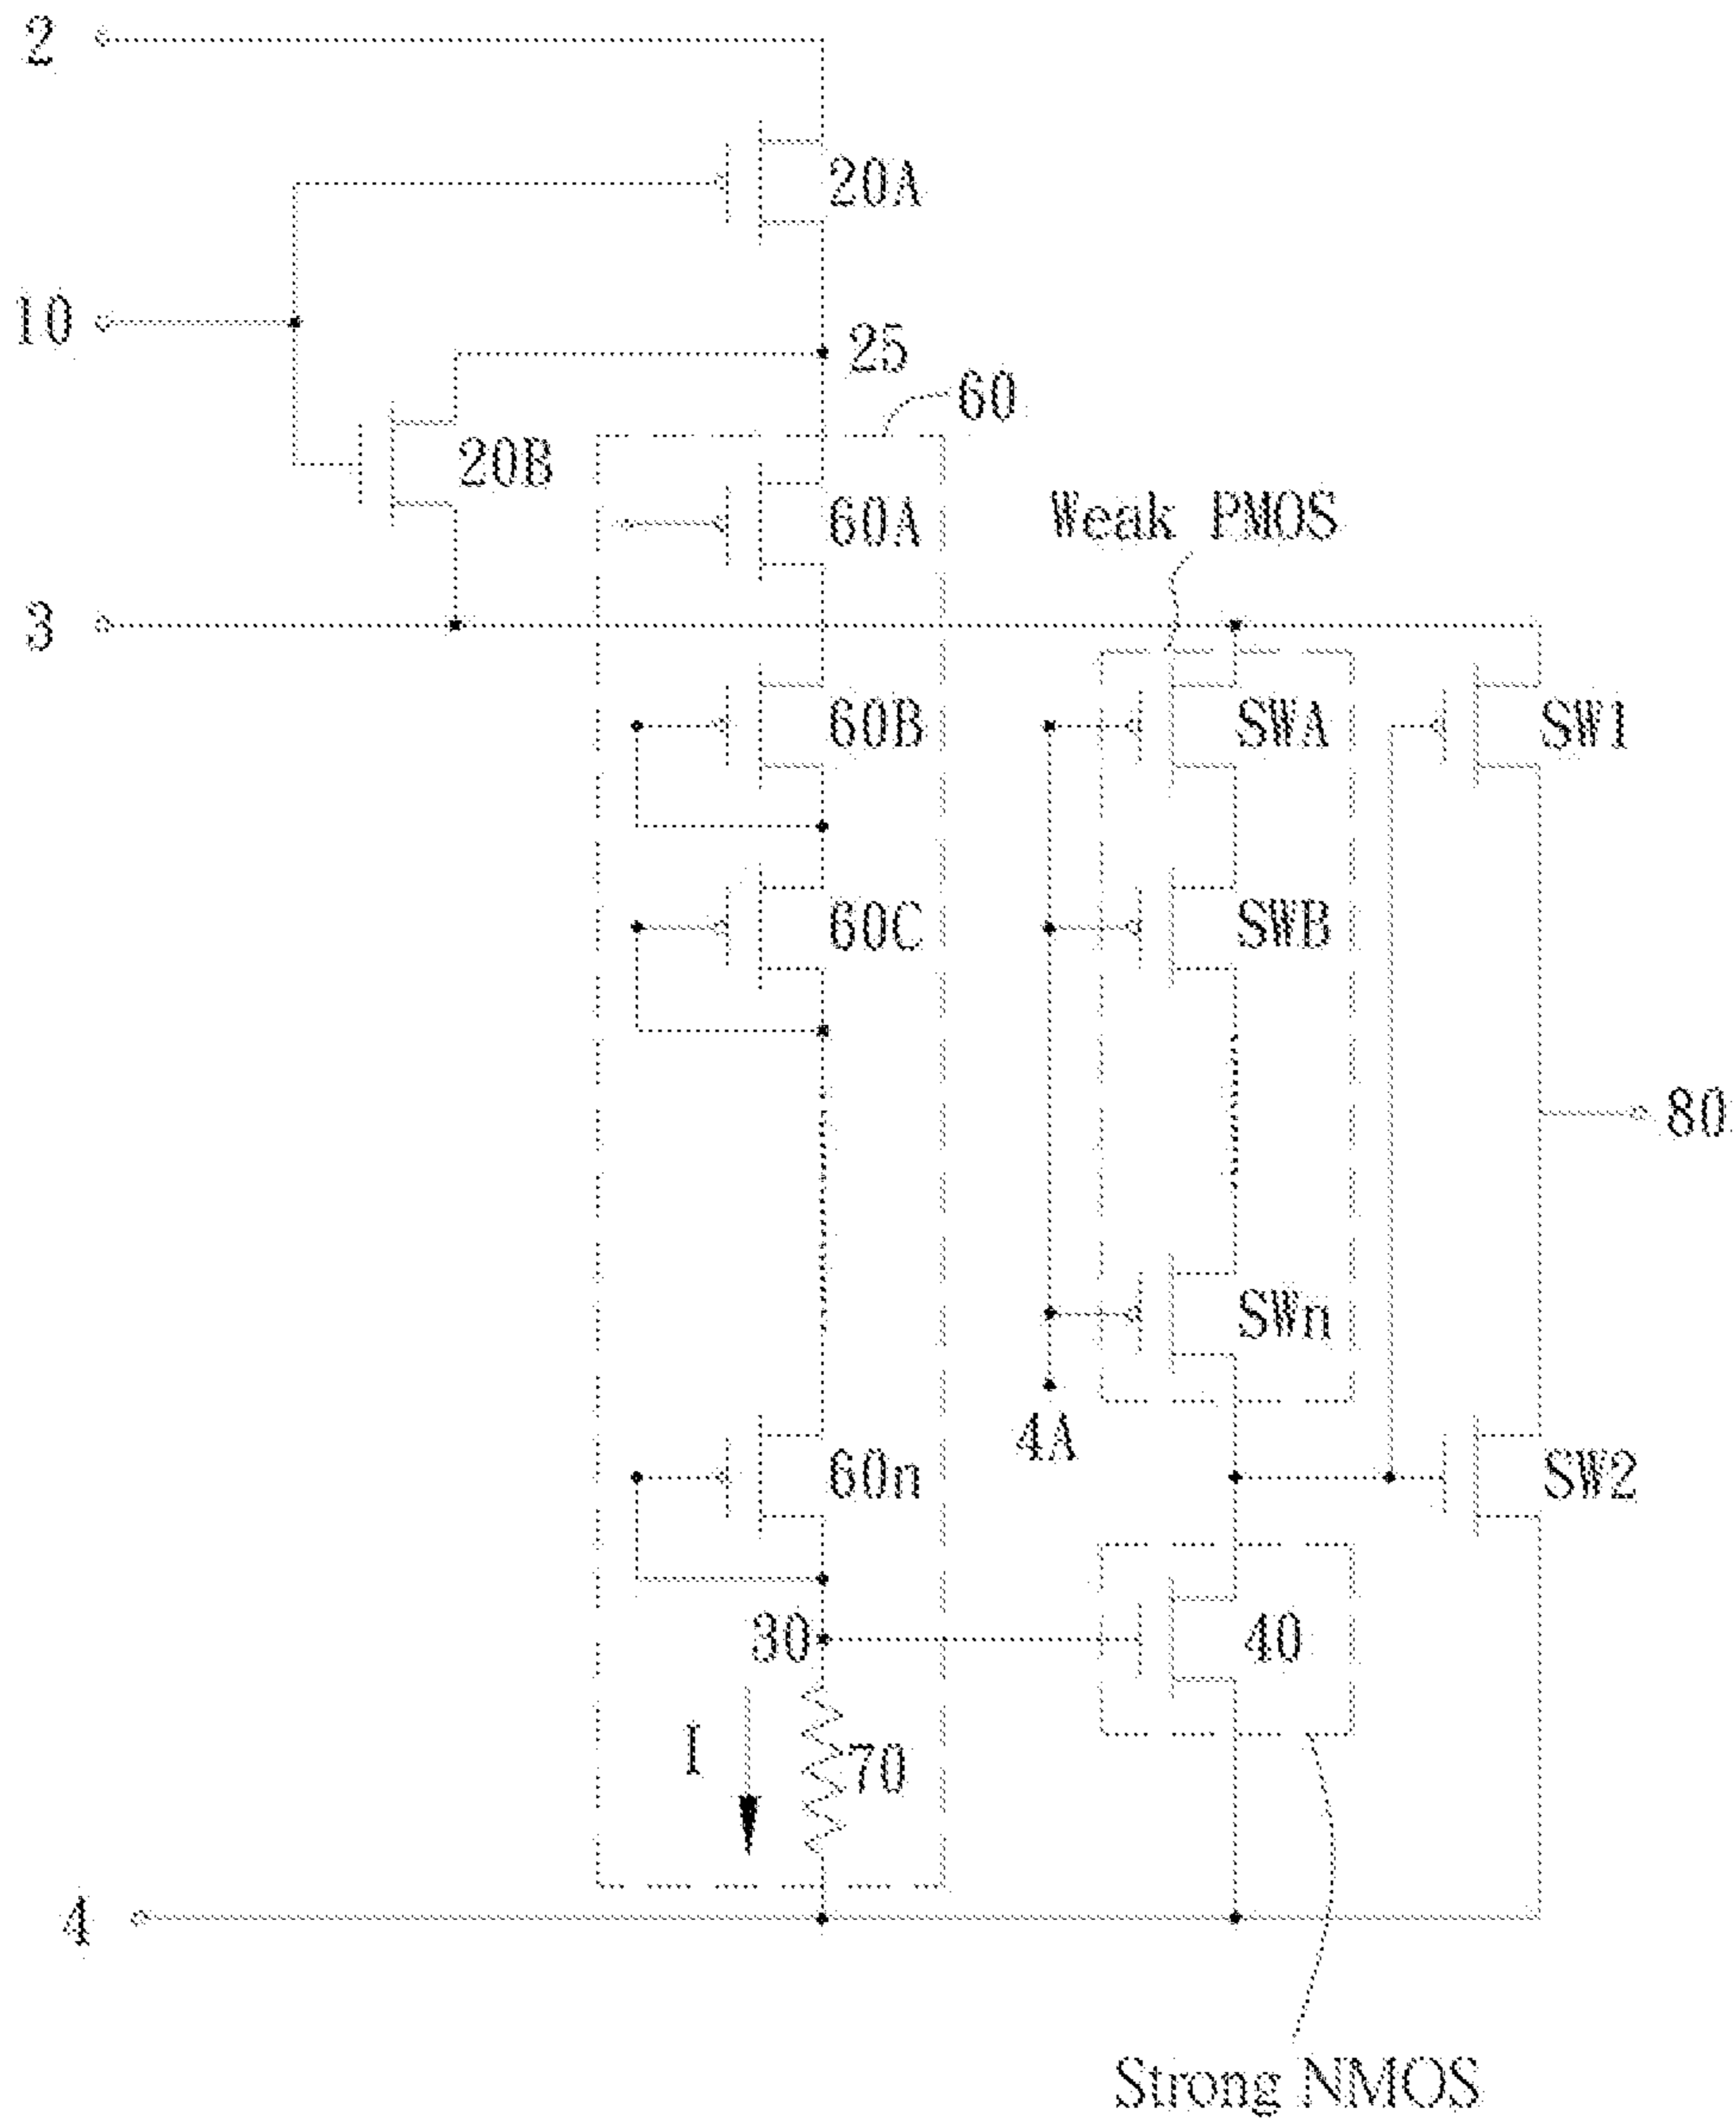 2
20A
10
25
60
20B
60A
Weak PMOS
3
60B
SWA
SW1
60C
SWB
80
SWn
4A
60n
SW2
30
40
I
70
4
Strong NMOS